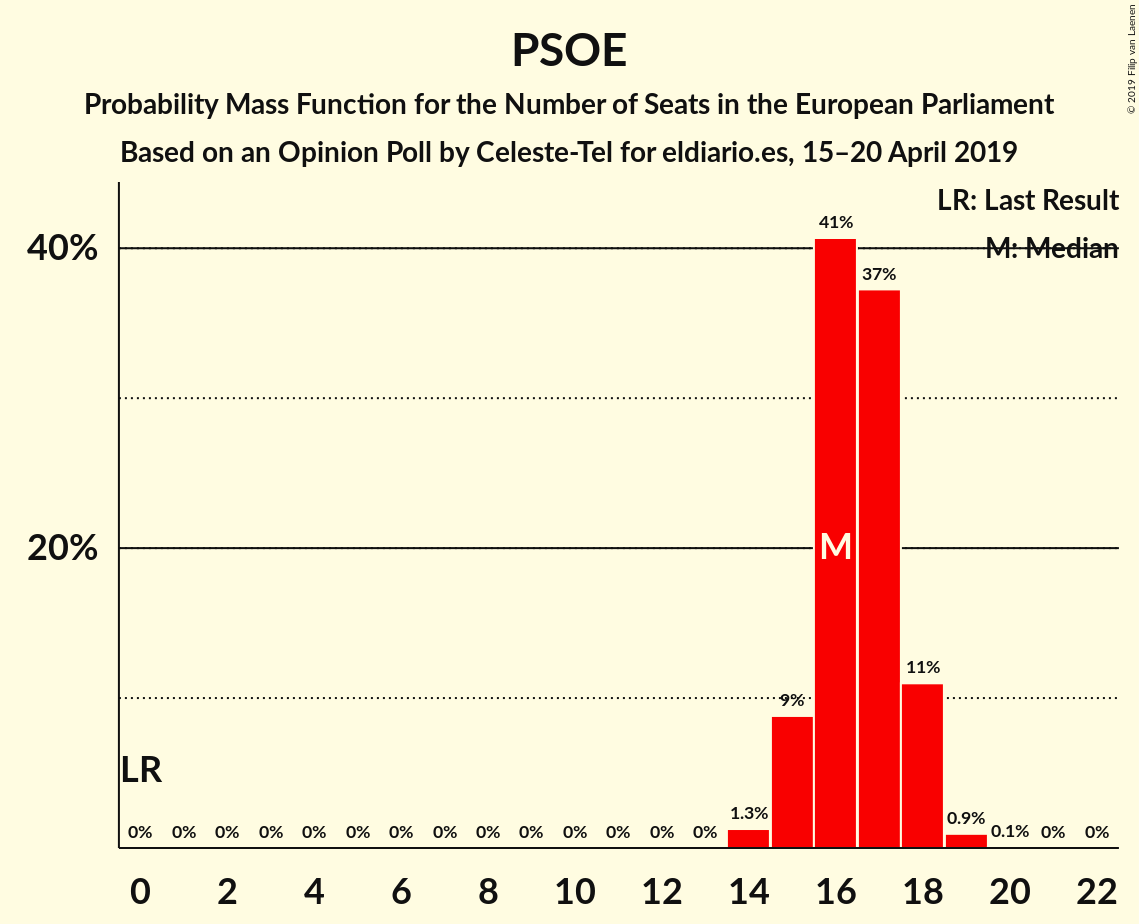 PSOE
Probability Mass Function for the Number of Seats in the European Parliament
Based on an Opinion Poll by Celeste-Tel for eldiario.es, 15–20 April 2019
© 2019 Filip van Laenen
LR: Last Result
M: Median
40%
20%
41%
37%
M
11%
9%
LR
1.3%
0.9%
0% 0% 0% 0% 0% 0% 0% 0% 0% 0% 0% 0% 0% 0% 0.1% 0% 0%
0 2 4 6 8 10 12 14 16 18 20 22